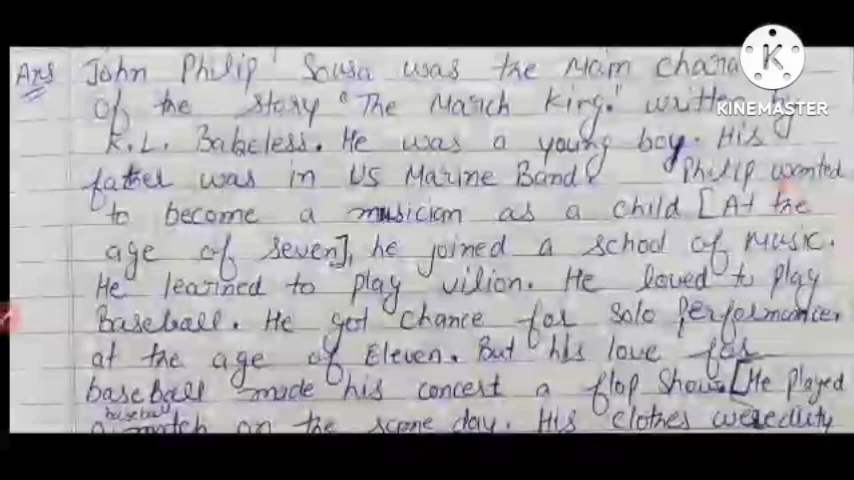 Ans John Philip Sousa was the main chara
K
KINEMASTER
of the story "The March King." written by
K.L. Babeless. He was a young boy. His
father was in US Marine Band. Philip wanted
to become a musician as a child [At the
age of seven], he joined a school of Music.
He learned to play vilion. He loved to play
Baseball. He got chance for solo performance.
at the age of Eleven. But his love for
baseball made his concert a flop show. [He played
baseball
a match on the same day. His clothes were duty